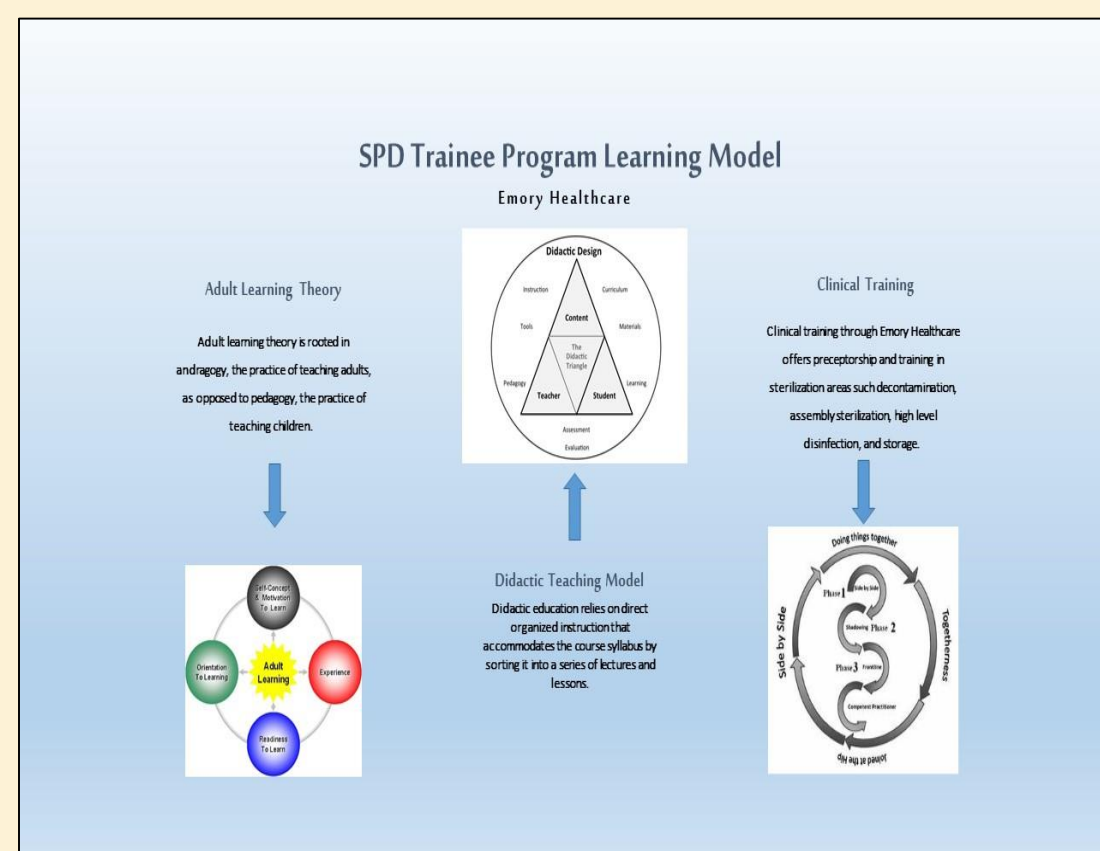 SPD Trainee Program Learning Model
Emory Healthcare
Adult Learning Theory
Adult learning theory is rooted in
andragogy, the practice of teaching adults,
as opposed to pedagogy, the practice of
teaching children.
Self-Concept
& Motivation
To Learn
Orientation
To Learning
Adult
Learning
Experience
Readiness
To Learn
Didactic Design
Instruction
Curriculum
Content
Tools
Materials
The
Didactic
Triangle
Pedagogy
Learning
Teacher
Student
Assessment
Evaluation
Didactic Teaching Model
Didactic education relies on direct
organized instruction that
accommodates the course syllabus by
sorting it into a series of lectures and
lessons.
Clinical Training
Clinical training through Emory Healthcare
offers preceptorship and training in
sterilization areas such decontamination,
assembly sterilization, high level
disinfection, and storage.
Doing things together
Togetherness
Joined at the Hip
Side by Side
Phase 1
Side by Side
Shadowing
Phase 2
Phase 3
Frontline
Competent Practitioner